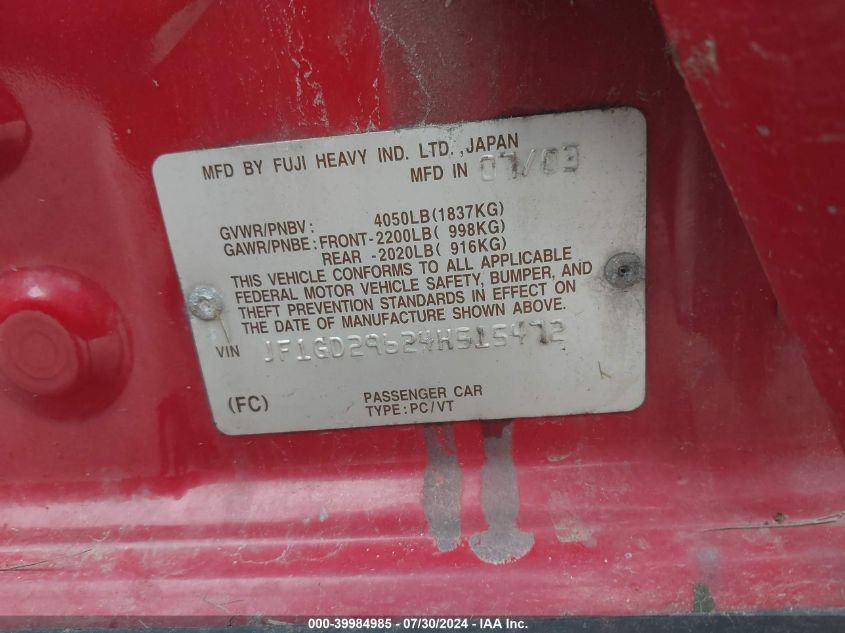 MFD BY FUJI HEAVY IND. LTD.,JAPAN
MFD IN 07/03
GVWR/PNBV: 4050LB(1837KG)
GAWR/PNBE:FRONT-2200LB( 998KG)
REAR -2020LB( 916KG)
THIS VEHICLE CONFORMS TO ALL APPLICABLE
FEDERAL MOTOR VEHICLE SAFETY, BUMPER, AND
THEFT PREVENTION STANDARDS IN EFFECT ON
THE DATE OF MANUFACTURE SHOWN ABOVE.
VIN JF1GD29624H515472
(FC) PASSENGER CAR
TYPE:PC/VT
000-39984985 / 07/30/2024 / IAA Inc.